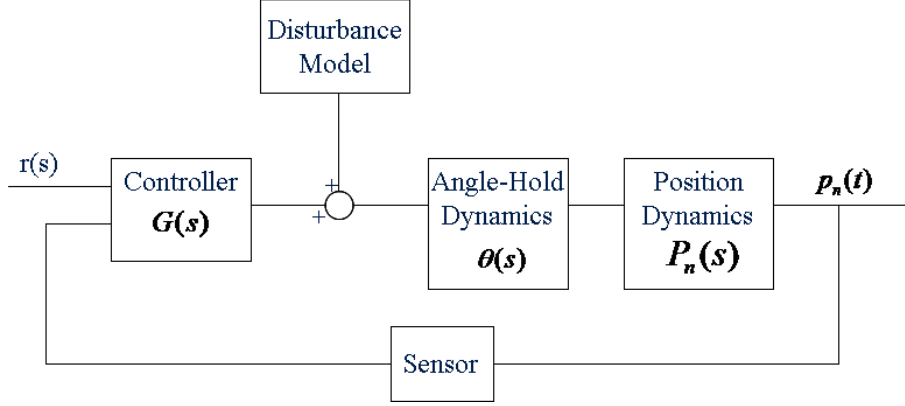 Disturbance
Model
r(s)
Controller
G(s)
+
+
Angle-Hold
Dynamics
θ(s)
Position
Dynamics
Pₙ(s)
pₙ(t)
Sensor